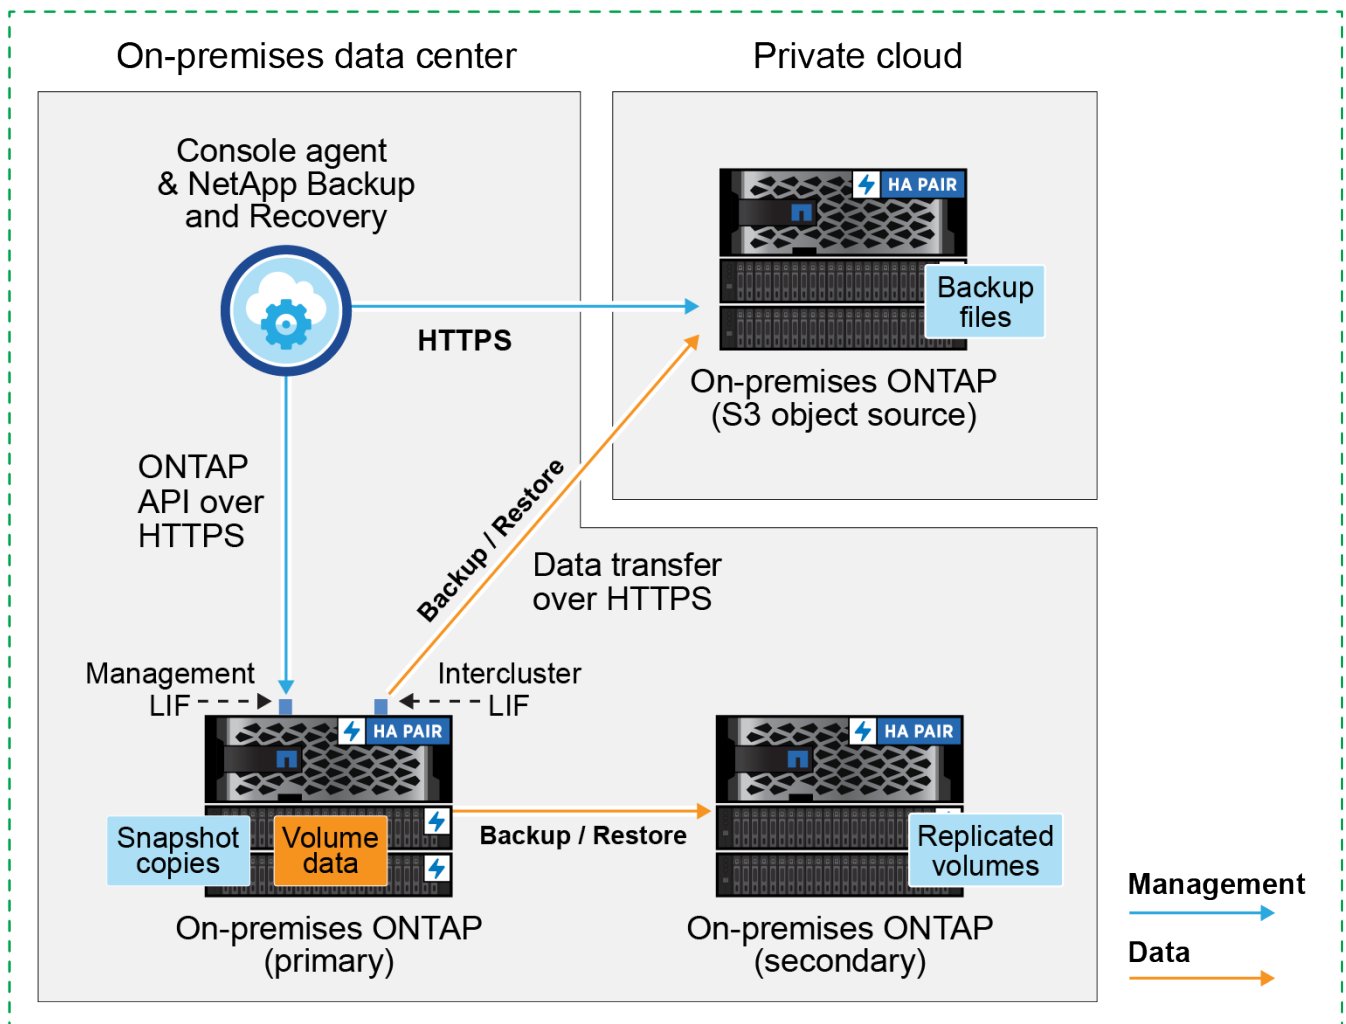 On-premises data center
Private cloud
Console agent
& NetApp Backup
and Recovery
HA PAIR
Backup
files
HTTPS
On-premises ONTAP
(S3 object source)
ONTAP
API over
HTTPS
Backup / Restore
Data transfer
over HTTPS
Management
LIF
Intercluster
LIF
HA PAIR
HA PAIR
Snapshot
copies
Volume
data
Backup / Restore
Replicated
volumes
On-premises ONTAP
(primary)
On-premises ONTAP
(secondary)
Management
Data